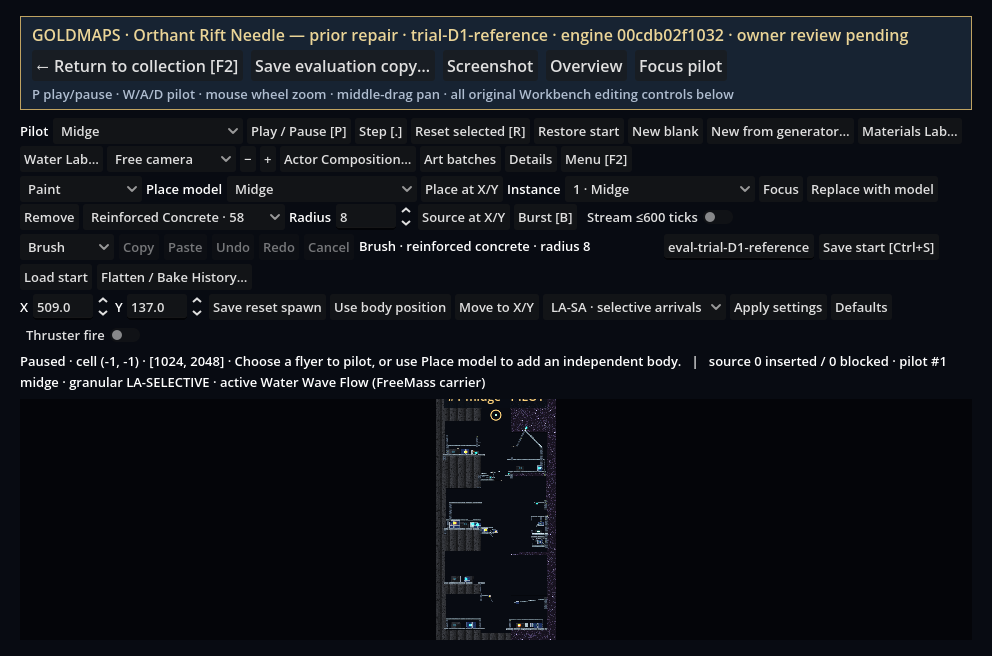 GOLDMAPS · Orthant Rift Needle — prior repair · trial-D1-reference · engine 00cdb02f1032 · owner review pending
← Return to collection [F2] Save evaluation copy... Screenshot Overview Focus pilot
P play/pause · W/A/D pilot · mouse wheel zoom · middle-drag pan · all original Workbench editing controls below
Pilot Midge Play / Pause [P] Step [.] Reset selected [R] Restore start New blank New from generator... Materials Lab...
Water Lab... Free camera − + Actor Composition... Art batches Details Menu [F2]
Paint Place model Midge Place at X/Y Instance 1 · Midge Focus Replace with model
Remove Reinforced Concrete · 58 Radius 8 Source at X/Y Burst [B] Stream ≤600 ticks
Brush Copy Paste Undo Redo Cancel Brush · reinforced concrete · radius 8 eval-trial-D1-reference Save start [Ctrl+S]
Load start Flatten / Bake History...
X 509.0 Y 137.0 Save reset spawn Use body position Move to X/Y LA-SA · selective arrivals Apply settings Defaults
Thruster fire
Paused · cell (-1, -1) · [1024, 2048] · Choose a flyer to pilot, or use Place model to add an independent body. | source 0 inserted / 0 blocked · pilot #1
midge · granular LA-SELECTIVE · active Water Wave Flow (FreeMass carrier)